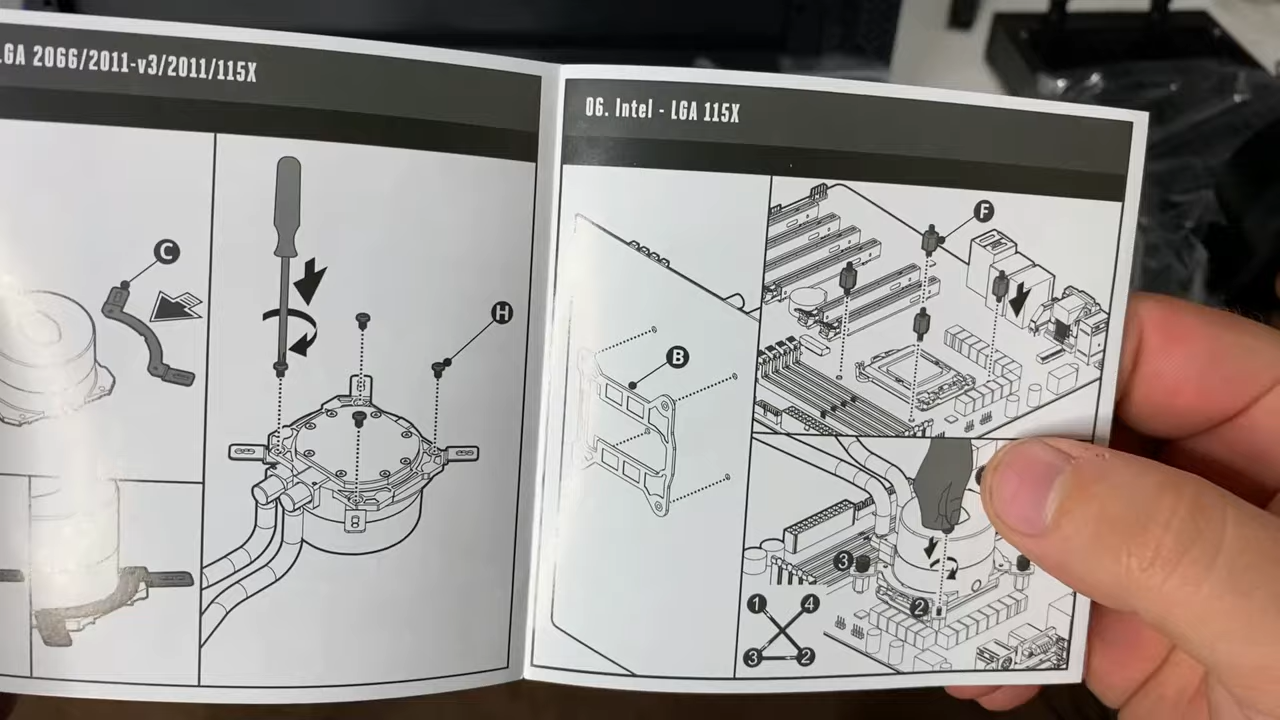 LGA 2066/2011-v3/2011/115X
C
H
06. Intel - LGA 115X
B
F
3
2
1 4
3 2